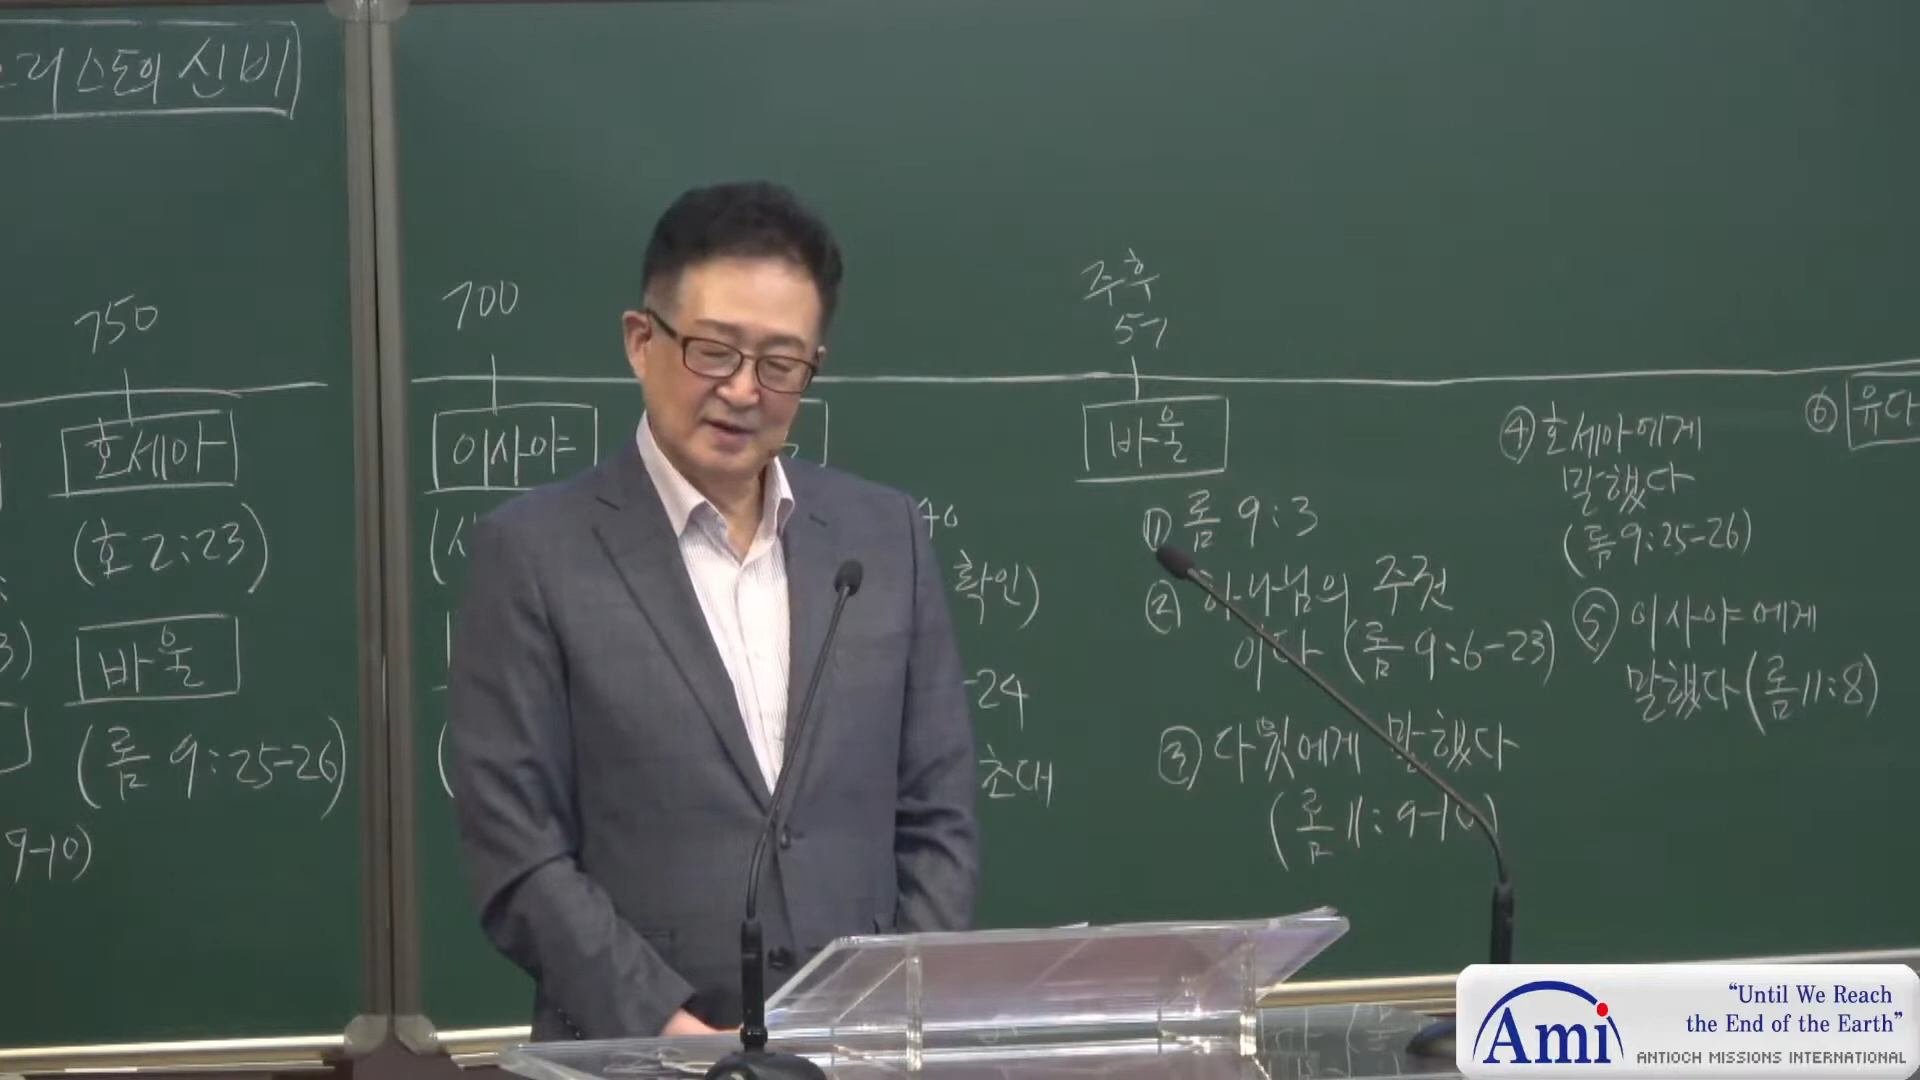 리스도의 신비
750
호세아
(호 2:23)
바울
(롬 9:25-26)
3)
9-10)
700
이사야
(사
40
확인)
-24
초대
주후
57
바울
① 롬 9:3
② 하나님의 주권
이다 (롬 9:6-23)
③ 다윗에게 말했다
(롬 11:9-10)
④ 호세아에게
말했다
(롬 9:25-26)
⑤ 이사야에게
말했다 (롬 11:8)
⑥ 유다
Ami
“Until We Reach
the End of the Earth”
ANTIOCH MISSIONS INTERNATIONAL